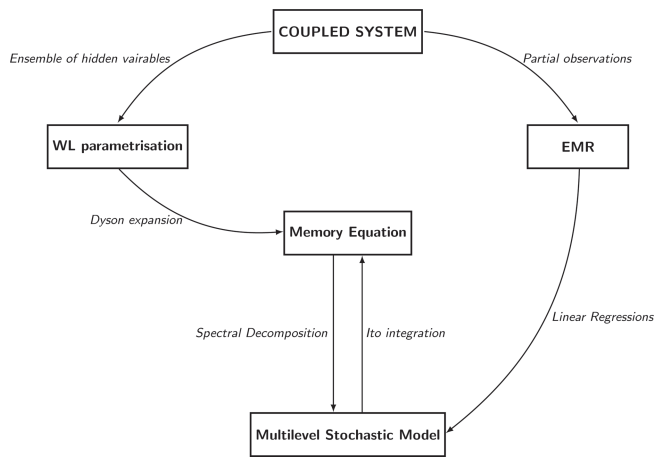 COUPLED SYSTEM
Ensemble of hidden vairables
Partial observations
WL parametrisation
EMR
Dyson expansion
Memory Equation
Linear Regressions
Spectral Decomposition
Ito integration
Multilevel Stochastic Model